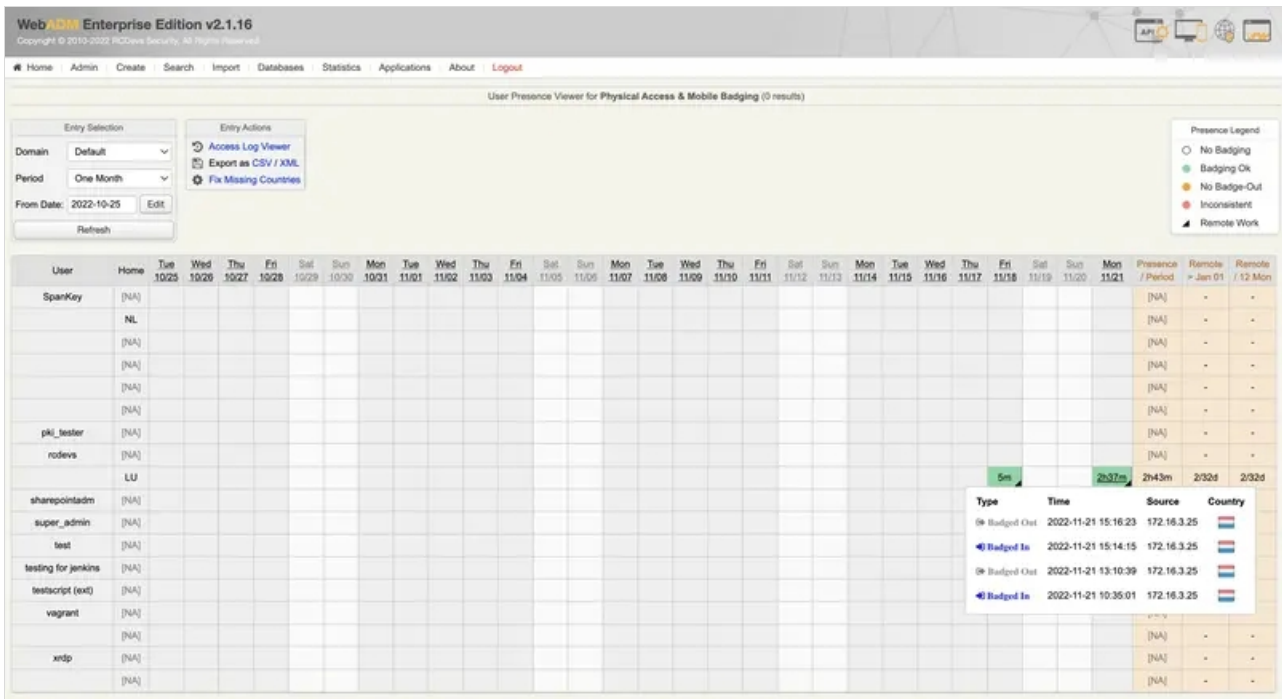 WebADM Enterprise Edition v2.1.16
Copyright © 2010-2022 RCDevs Security, All Rights Reserved
Home Admin Create Search Import Databases Statistics Applications About Logout
User Presence Viewer for Physical Access & Mobile Badging (0 results)
Entry Selection
Domain Default
Period One Month
From Date: 2022-10-25 Edit
Refresh
Entry Actions
Access Log Viewer
Export as CSV / XML
Fix Missing Countries
API
Presence Legend
No Badging
Badging Ok
No Badge-Out
Inconsistent
Remote Work
User Home Tue 10/25 Wed 10/26 Thu 10/27 Fri 10/28 Sat 10/29 Sun 10/30 Mon 10/31 Tue 11/01 Wed 11/02 Thu 11/03 Fri 11/04 Sat 11/05 Sun 11/06 Mon 11/07 Tue 11/08 Wed 11/09 Thu 11/10 Fri 11/11 Sat 11/12 Sun 11/13 Mon 11/14 Tue 11/15 Wed 11/16 Thu 11/17 Fri 11/18 Sat 11/19 Sun 11/20 Mon 11/21 Presence / Period Remote > Jan 01 Remote / 12 Mon
SpanKey [NA] [NA] - -
NL [NA] - -
[NA] [NA] - -
[NA] [NA] - -
[NA] [NA] - -
[NA] [NA] - -
pki_tester [NA] [NA] - -
rcdevs [NA] [NA] - -
LU 5m 2h37m 2h43m 2/32d 2/32d
sharepointadm [NA]
super_admin [NA]
test [NA]
testing for jenkins [NA]
testscript (ext) [NA]
vagrant [NA]
[NA] [NA] - -
xrdp [NA] [NA] - -
[NA] [NA] - -
Type Time Source Country
Badged Out 2022-11-21 15:16:23 172.16.3.25
Badged In 2022-11-21 15:14:15 172.16.3.25
Badged Out 2022-11-21 13:10:39 172.16.3.25
Badged In 2022-11-21 10:35:01 172.16.3.25